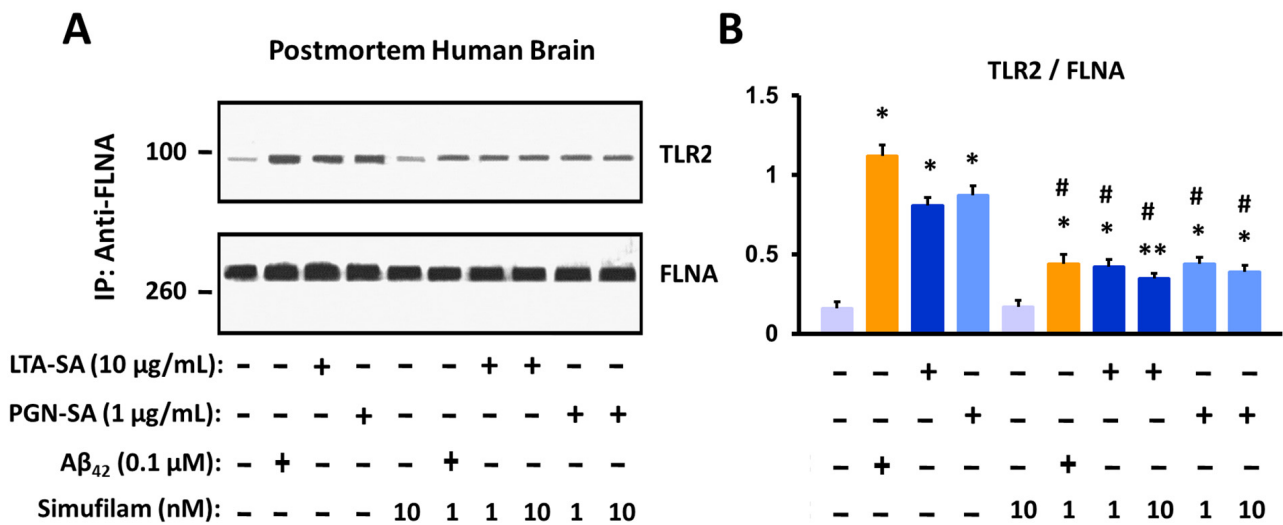 A
Postmortem Human Brain
IP: Anti-FLNA
100 –
TLR2
260 –
FLNA
LTA-SA (10 µg/mL): – – + – – – + + – –
PGN-SA (1 µg/mL): – – – + – – – – + +
Aβ₄₂ (0.1 µM): – + – – – + – – – –
Simufilam (nM): – – – – 10 1 1 10 1 10
B
TLR2 / FLNA
1.5
1
0.5
0
* * * # * # * # ** # * # *
– – + – – – + + – –
– – – + – – – – + +
– + – – – + – – – –
– – – – 10 1 1 10 1 10